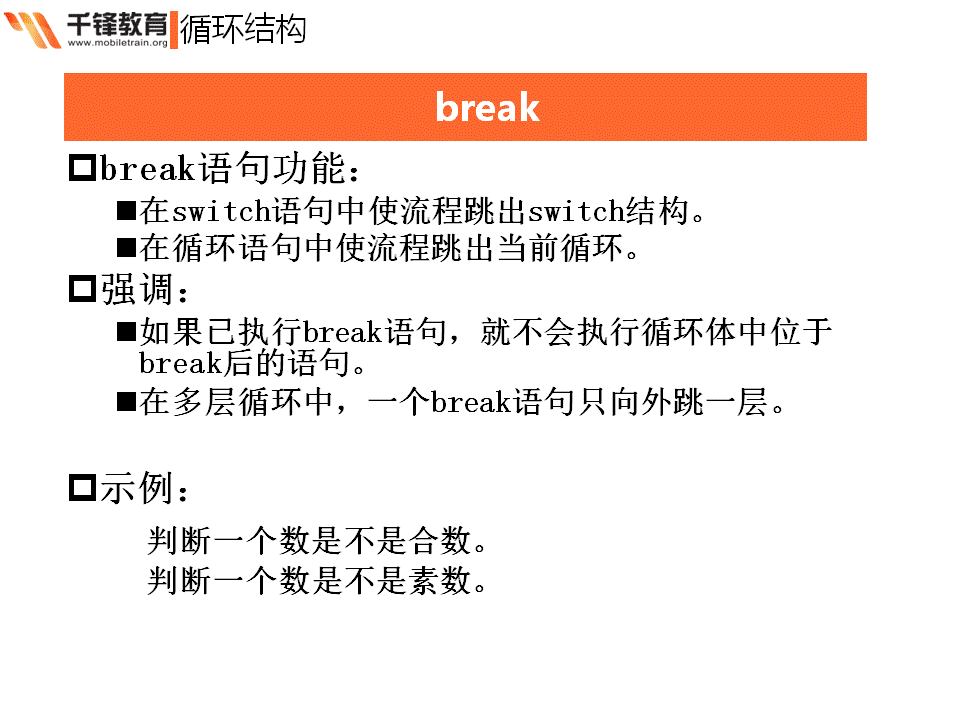 千锋教育
www.mobiletrain.org
循环结构
break
break语句功能：
在switch语句中使流程跳出switch结构。
在循环语句中使流程跳出当前循环。
强调：
如果已执行break语句，就不会执行循环体中位于
break后的语句。
在多层循环中，一个break语句只向外跳一层。
示例：
判断一个数是不是合数。
判断一个数是不是素数。